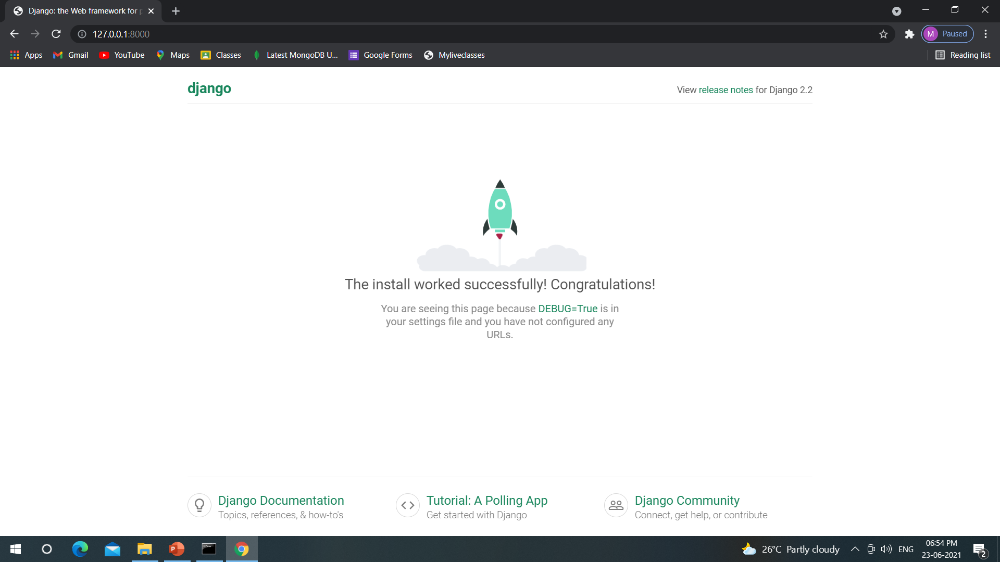 Django: the Web framework for p
127.0.0.1:8000
M Paused
Apps Gmail YouTube Maps Classes Latest MongoDB U... Google Forms Myliveclasses Reading list
django
View release notes for Django 2.2
The install worked successfully! Congratulations!
You are seeing this page because DEBUG=True is in
your settings file and you have not configured any
URLs.
Django Documentation
Topics, references, & how-to's
Tutorial: A Polling App
Get started with Django
Django Community
Connect, get help, or contribute
P
26°C Partly cloudy
ENG
06:54 PM
23-06-2021
2